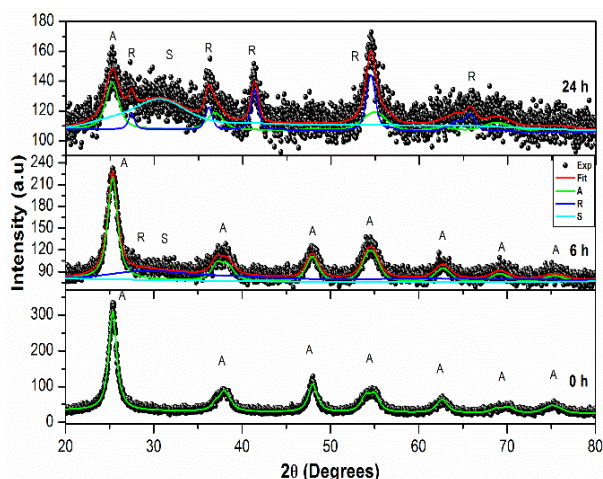 180
160
140
120
100
A
R
S
R
R
R
R
24 h
240
210
180
150
120
90
A
R
S
A
A
A
A
A
A
6 h
Exp
Fit
A
R
S
300
200
100
0
A
A
A
A
A
A
A
0 h
Intensity (a.u)
20 30 40 50 60 70 80
2θ (Degrees)